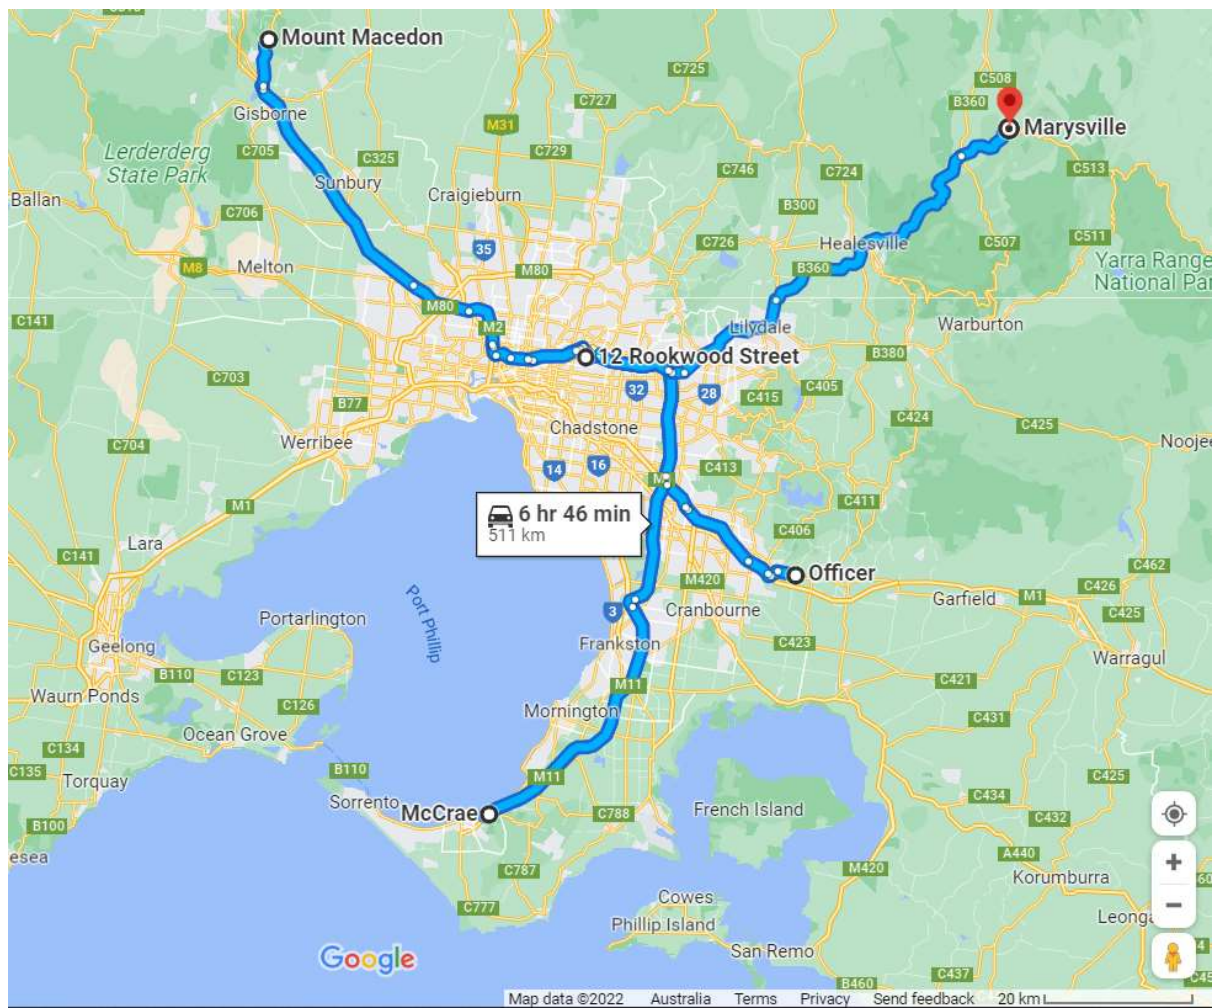 C708
Mount Macedon
C725
C508
B360
Gisborne
C727
M31
Marysville
Lerderderg
State Park
C705
C325
C729
C746
C724
C513
Sunbury
Craigieburn
Ballan
C706
B300
Healesville
C726
C507
C511
35
M8
Melton
M80
B360
Yarra Range
National Par
C141
M80
M2
Lilydale
Warburton
12 Rookwood Street
B380
C703
32
28
C405
B77
C415
Chadstone
C424
C425
C704
Werribee
Noojee
14
16
C413
M1
M1
C411
6 hr 46 min
511 km
C406
Lara
C141
Officer
C462
M420
C426
Port Phillip
3
Cranbourne
Garfield
M1
C425
Portarlington
Geelong
Frankston
C423
Warragul
B110
C123
C421
Waurn Ponds
M11
C126
Mornington
C431
Ocean Grove
C134
B110
C135
Torquay
M11
C425
Sorrento
McCrae
C434
French Island
C788
C432
B100
A440
esea
C787
M420
Korumburra
C60
Cowes
C777
Phillip Island
Leonga
Google
San Remo
B460
C437
Map data ©2022 Australia Terms Privacy Send feedback 20 km